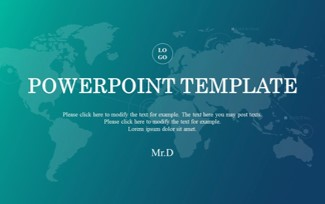 LO
GO
POWERPOINT TEMPLATE
Please click here to modify the text for example. The text here you may post texts.
Please click here to modify the text for example.
Lorem ipsum dolor sit amet.
Mr.D